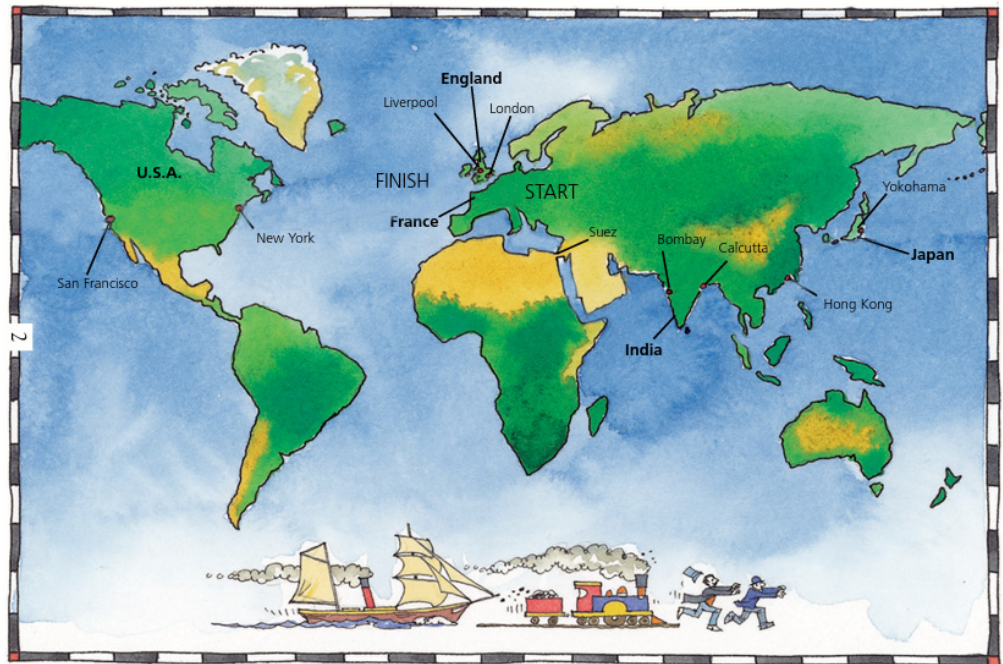 England
Liverpool
London
U.S.A.
FINISH
START
Yokohama
France
New York
Suez
Bombay
Calcutta
Japan
San Francisco
Hong Kong
India
2